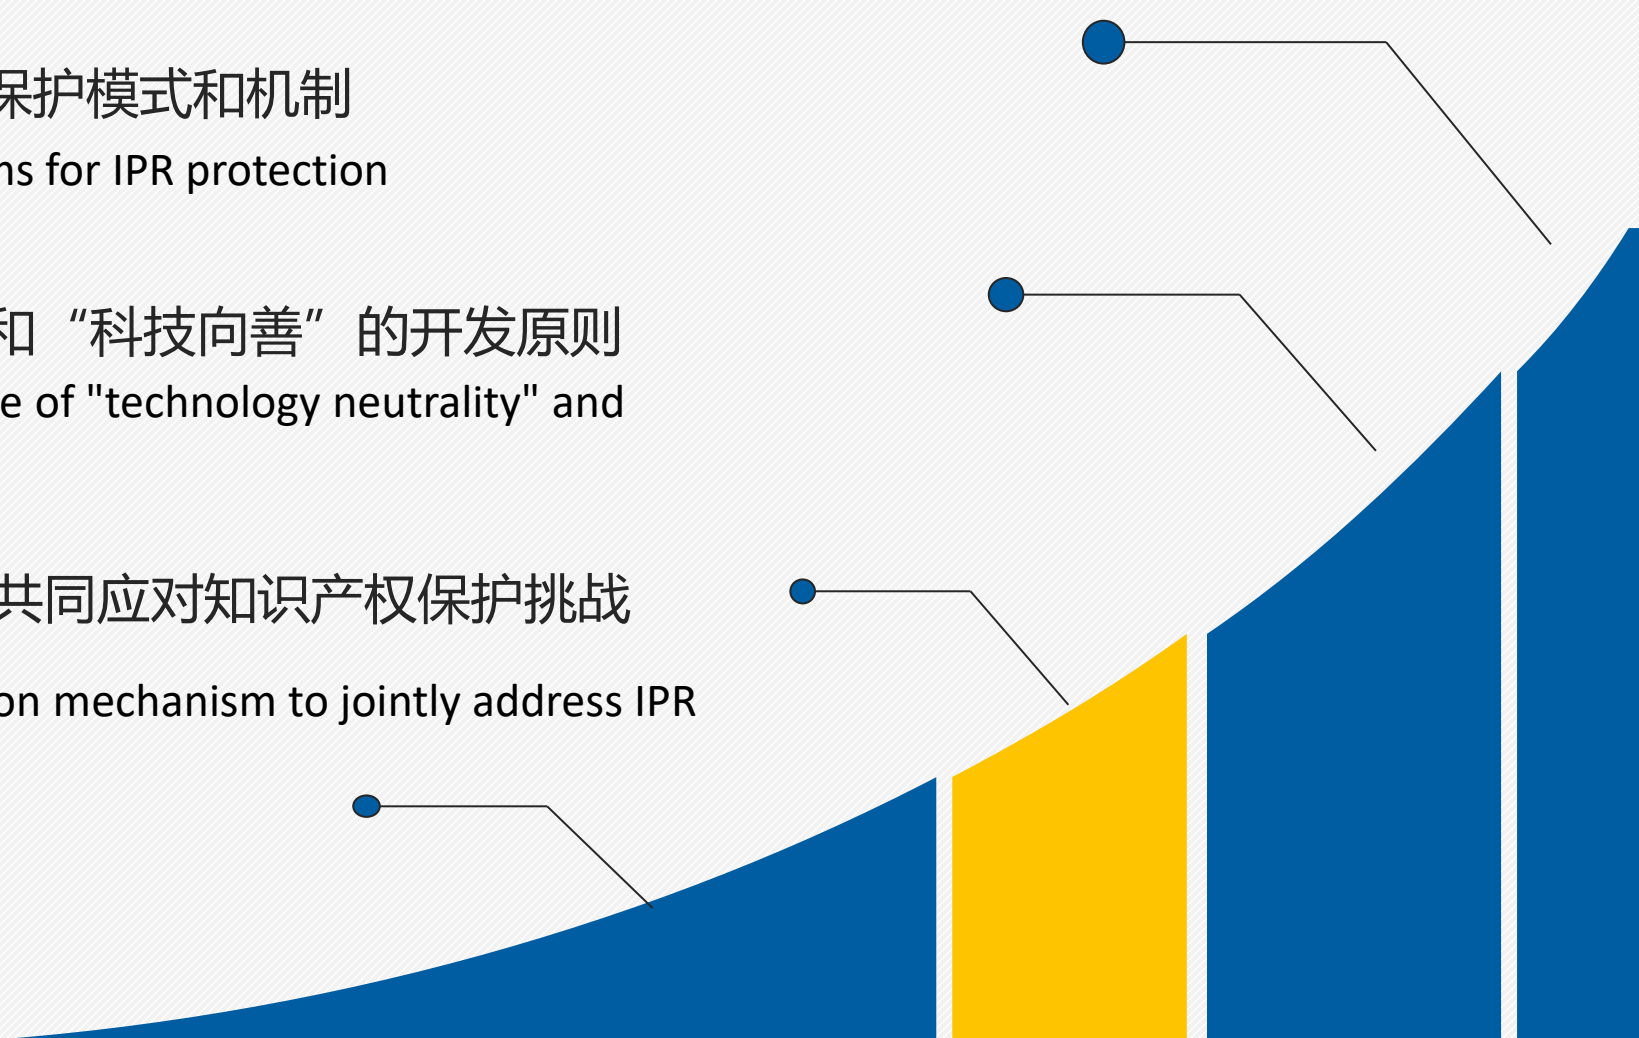 保护模式和机制
ns for IPR protection
和“科技向善”的开发原则
e of "technology neutrality" and
共同应对知识产权保护挑战
on mechanism to jointly address IPR